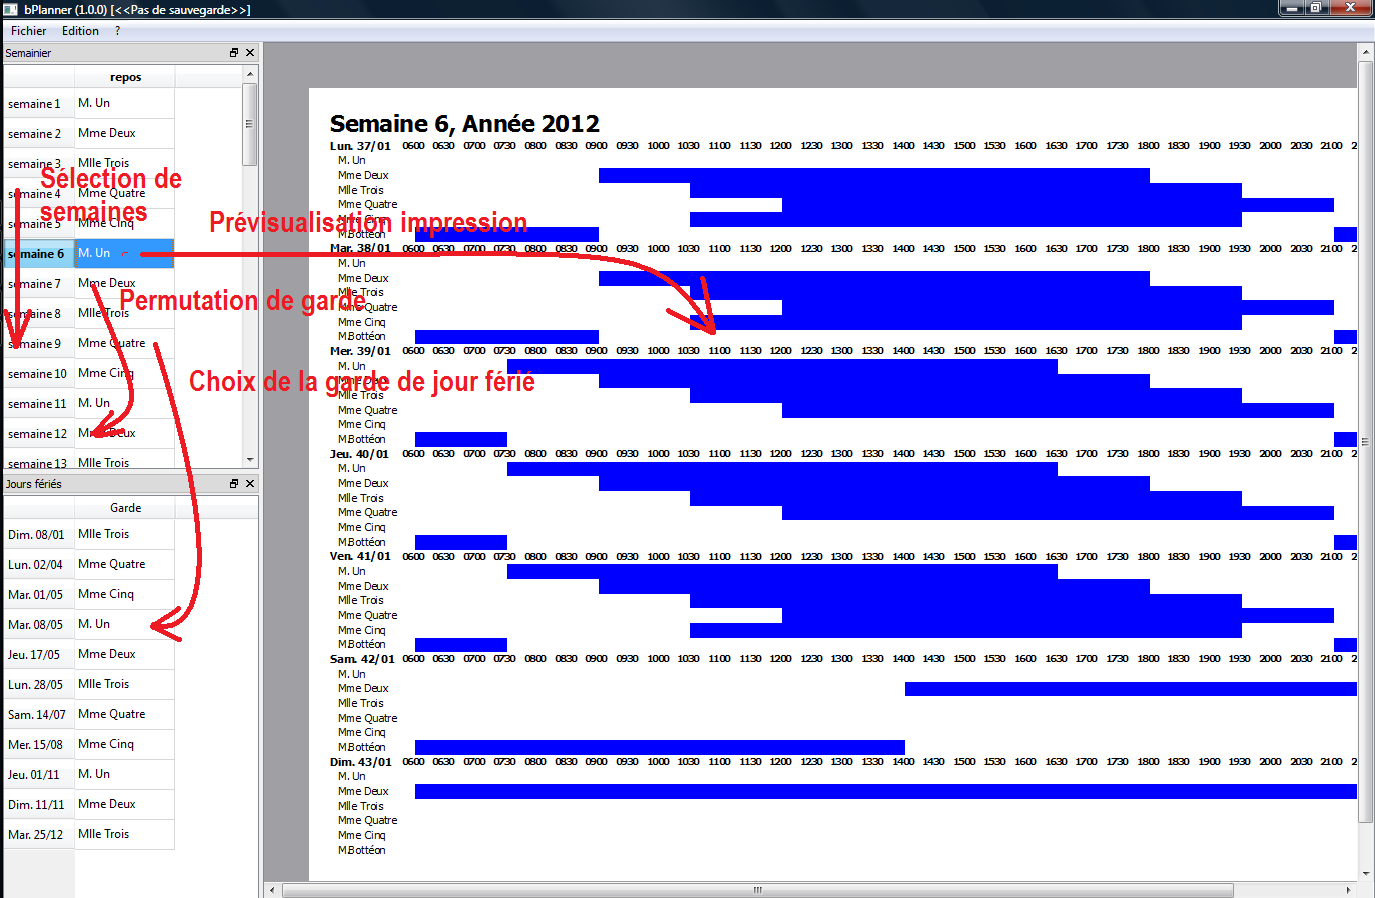 bPlanner (1.0.0) [<<Pas de sauvegarde>>]
Fichier Edition ?
Semainier
repos
semaine 1 M. Un
semaine 2 Mme Deux
semaine 3 Mlle Trois
semaine 4 Mme Quatre
semaine 5 Mme Cinq
semaine 6 M. Un
semaine 7 Mme Deux
semaine 8 Mlle Trois
semaine 9 Mme Quatre
semaine 10 Mme Cinq
semaine 11 M. Un
semaine 12 Mme Deux
semaine 13 Mlle Trois
Sélection de
semaines
Prévisualisation impression
Permutation de garde
Choix de la garde de jour férié
Jours fériés
Garde
Dim. 08/01 Mlle Trois
Lun. 02/04 Mme Quatre
Mar. 01/05 Mme Cinq
Mar. 08/05 M. Un
Jeu. 17/05 Mme Deux
Lun. 28/05 Mlle Trois
Sam. 14/07 Mme Quatre
Mer. 15/08 Mme Cinq
Jeu. 01/11 M. Un
Dim. 11/11 Mme Deux
Mar. 25/12 Mlle Trois
Semaine 6, Année 2012
Lun. 37/01 0600 0630 0700 0730 0800 0830 0900 0930 1000 1030 1100 1130 1200 1230 1300 1330 1400 1430 1500 1530 1600 1630 1700 1730 1800 1830 1900 1930 2000 2030 2100 2
M. Un
Mme Deux
Mlle Trois
Mme Quatre
Mme Cinq
M.Bottéon
Mar. 38/01 0600 0630 0700 0730 0800 0830 0900 0930 1000 1030 1100 1130 1200 1230 1300 1330 1400 1430 1500 1530 1600 1630 1700 1730 1800 1830 1900 1930 2000 2030 2100 2
M. Un
Mme Deux
Mlle Trois
Mme Quatre
Mme Cinq
M.Bottéon
Mer. 39/01 0600 0630 0700 0730 0800 0830 0900 0930 1000 1030 1100 1130 1200 1230 1300 1330 1400 1430 1500 1530 1600 1630 1700 1730 1800 1830 1900 1930 2000 2030 2100 2
M. Un
Mme Deux
Mlle Trois
Mme Quatre
Mme Cinq
M.Bottéon
Jeu. 40/01 0600 0630 0700 0730 0800 0830 0900 0930 1000 1030 1100 1130 1200 1230 1300 1330 1400 1430 1500 1530 1600 1630 1700 1730 1800 1830 1900 1930 2000 2030 2100 2
M. Un
Mme Deux
Mlle Trois
Mme Quatre
Mme Cinq
M.Bottéon
Ven. 41/01 0600 0630 0700 0730 0800 0830 0900 0930 1000 1030 1100 1130 1200 1230 1300 1330 1400 1430 1500 1530 1600 1630 1700 1730 1800 1830 1900 1930 2000 2030 2100 2
M. Un
Mme Deux
Mlle Trois
Mme Quatre
Mme Cinq
M.Bottéon
Sam. 42/01 0600 0630 0700 0730 0800 0830 0900 0930 1000 1030 1100 1130 1200 1230 1300 1330 1400 1430 1500 1530 1600 1630 1700 1730 1800 1830 1900 1930 2000 2030 2100 2
M. Un
Mme Deux
Mlle Trois
Mme Quatre
Mme Cinq
M.Bottéon
Dim. 43/01 0600 0630 0700 0730 0800 0830 0900 0930 1000 1030 1100 1130 1200 1230 1300 1330 1400 1430 1500 1530 1600 1630 1700 1730 1800 1830 1900 1930 2000 2030 2100 2
M. Un
Mme Deux
Mlle Trois
Mme Quatre
Mme Cinq
M.Bottéon